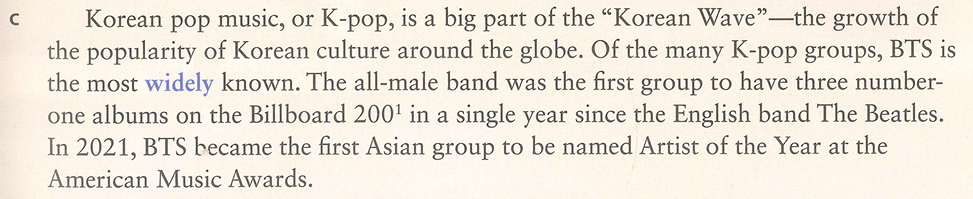 C Korean pop music, or K-pop, is a big part of the “Korean Wave”—the growth of
the popularity of Korean culture around the globe. Of the many K-pop groups, BTS is
the most widely known. The all-male band was the first group to have three number-
one albums on the Billboard 200¹ in a single year since the English band The Beatles.
In 2021, BTS became the first Asian group to be named Artist of the Year at the
American Music Awards.